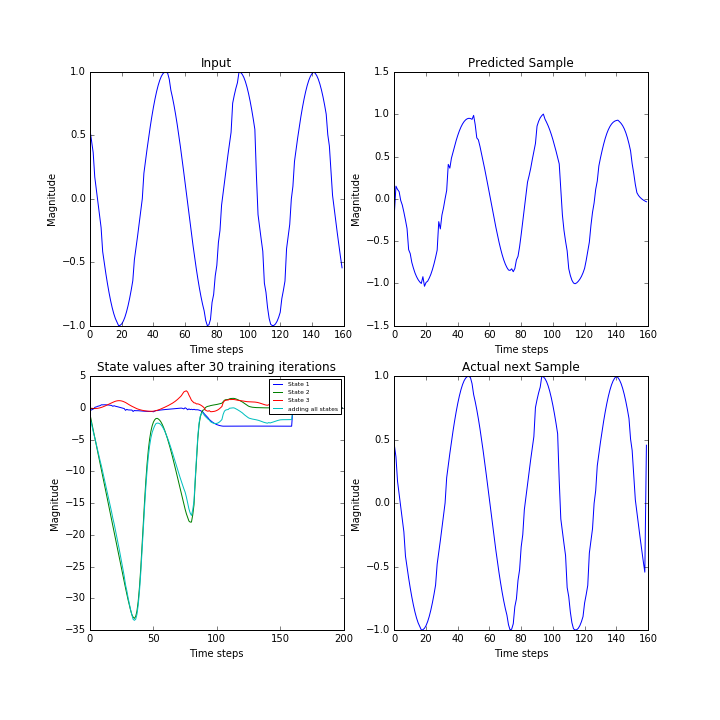 Input
1.0
0.5
0.0
−0.5
−1.0
Magnitude
0 20 40 60 80 100 120 140 160
Time steps
Predicted Sample
1.5
1.0
0.5
0.0
−0.5
−1.0
−1.5
Magnitude
0 20 40 60 80 100 120 140 160
Time steps
State values after 30 training iterations
5
0
−5
−10
−15
−20
−25
−30
−35
Magnitude
State 1
State 2
State 3
adding all states
0 50 100 150 200
Time steps
Actual next Sample
1.0
0.5
0.0
−0.5
−1.0
Magnitude
0 20 40 60 80 100 120 140 160
Time steps